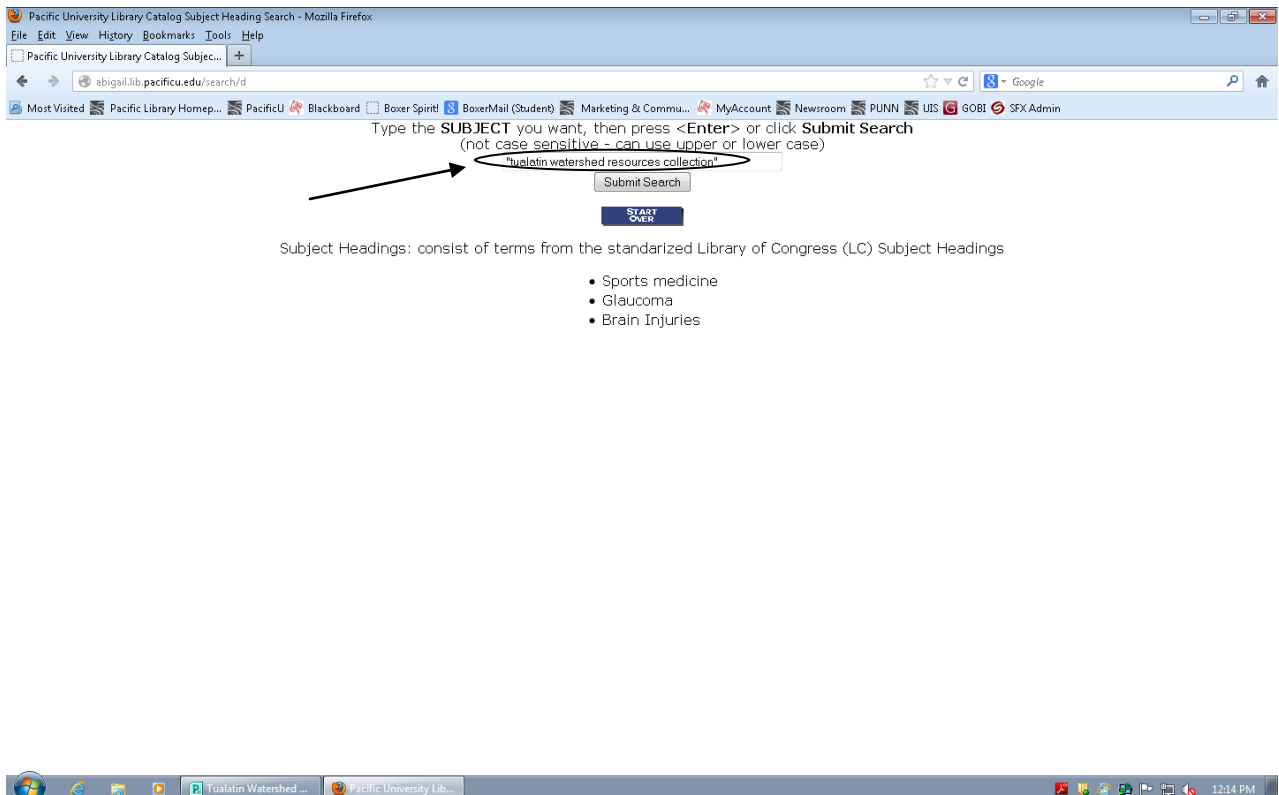 Pacific University Library Catalog Subject Heading Search - Mozilla Firefox
File Edit View History Bookmarks Tools Help
Pacific University Library Catalog Subjec... +
abigail.lib.pacificu.edu/search/d Google
Most Visited Pacific Library Homep... PacificU Blackboard Boxer Spirit! BoxerMail (Student) Marketing & Commu... MyAccount Newsroom PUNN UIS GOBI SFX Admin
Type the SUBJECT you want, then press <Enter> or click Submit Search
(not case sensitive - can use upper or lower case)
"tualatin watershed resources collection"
Submit Search
START
OVER
Subject Headings: consist of terms from the standarized Library of Congress (LC) Subject Headings
• Sports medicine
• Glaucoma
• Brain Injuries
Tualatin Watershed ... Pacific University Lib... 12:14 PM